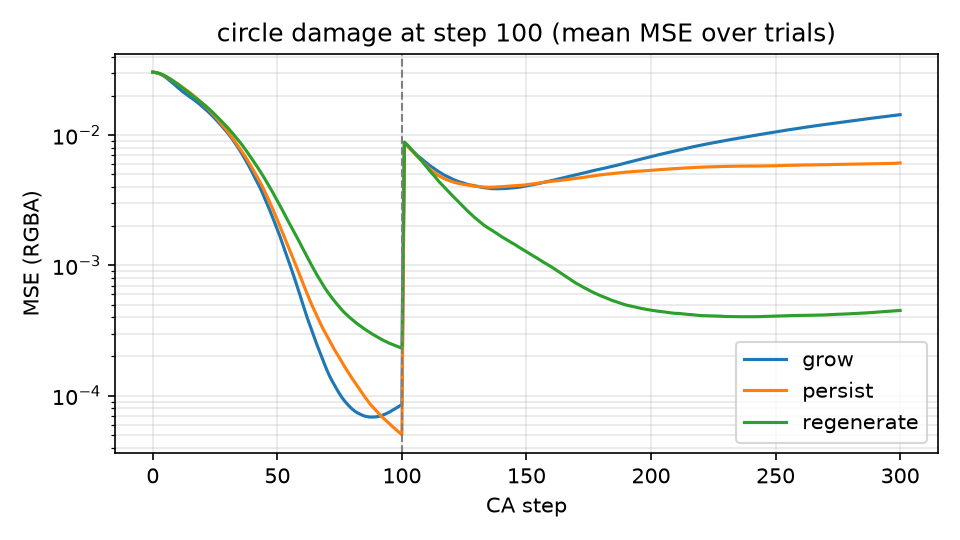 circle damage at step 100 (mean MSE over trials)
MSE (RGBA)
10^-2
10^-3
10^-4
0 50 100 150 200 250 300
CA step
grow
persist
regenerate